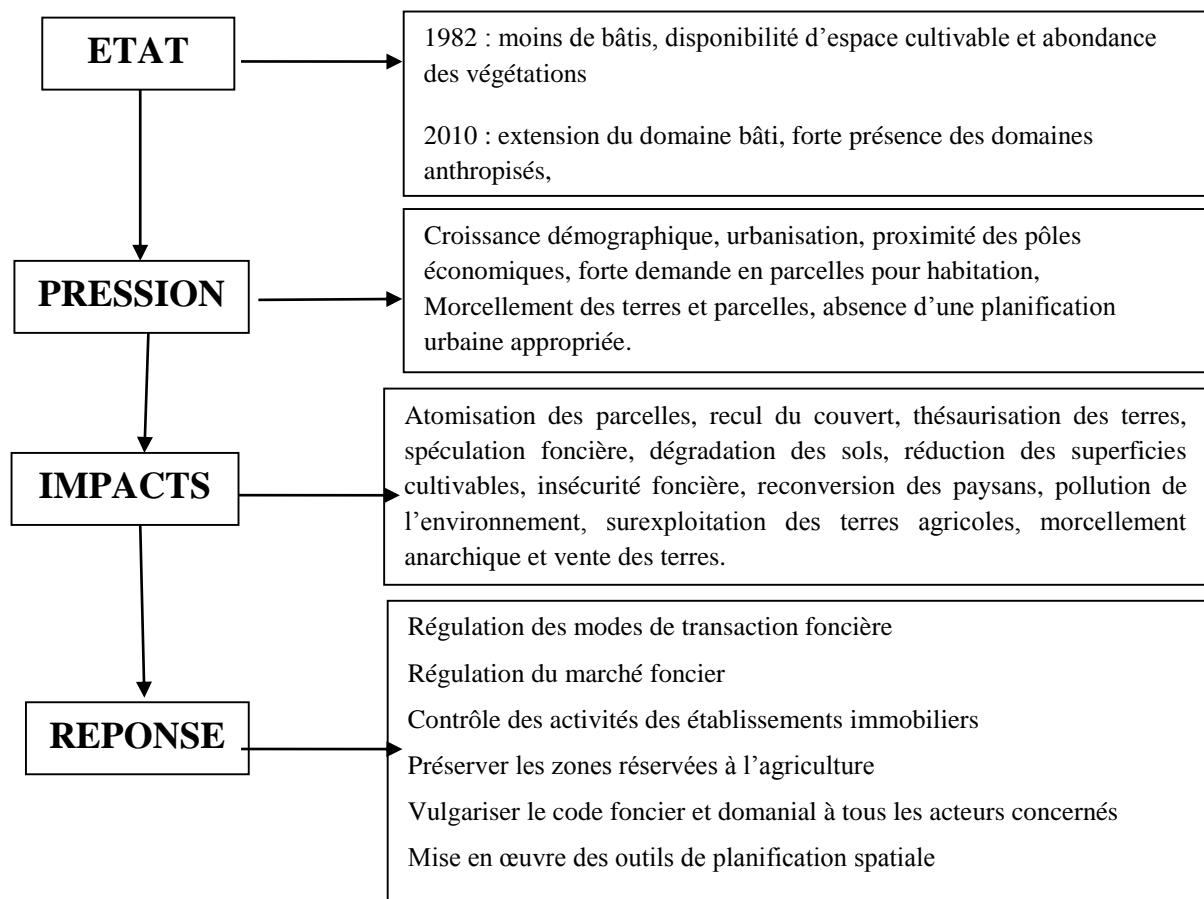 ETAT
1982 : moins de bâtis, disponibilité d’espace cultivable et abondance
des végétations
2010 : extension du domaine bâti, forte présence des domaines
anthropisés,
PRESSION
Croissance démographique, urbanisation, proximité des pôles
économiques, forte demande en parcelles pour habitation,
Morcellement des terres et parcelles, absence d’une planification
urbaine appropriée.
IMPACTS
Atomisation des parcelles, recul du couvert, thésaurisation des terres,
spéculation foncière, dégradation des sols, réduction des superficies
cultivables, insécurité foncière, reconversion des paysans, pollution de
l’environnement, surexploitation des terres agricoles, morcellement
anarchique et vente des terres.
REPONSE
Régulation des modes de transaction foncière
Régulation du marché foncier
Contrôle des activités des établissements immobiliers
Préserver les zones réservées à l’agriculture
Vulgariser le code foncier et domanial à tous les acteurs concernés
Mise en œuvre des outils de planification spatiale